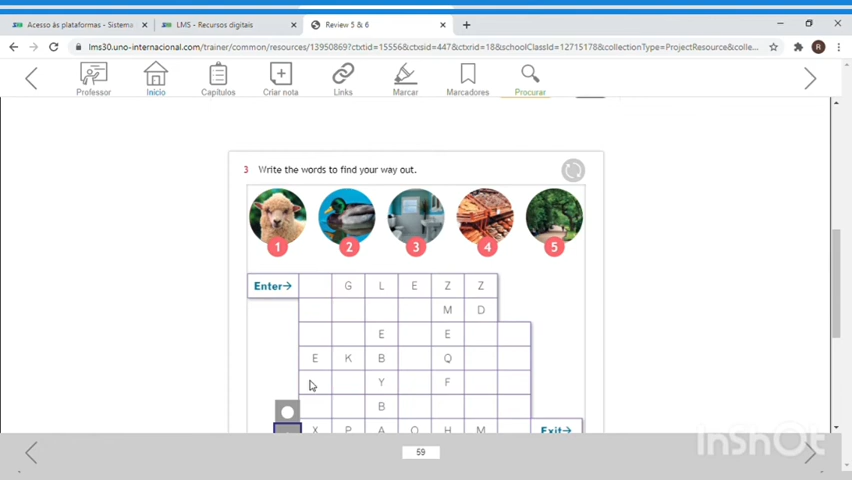 Acesso às plataformas - Sistema
LMS - Recursos digitais
Review 5 & 6
lms30.uno-internacional.com/trainer/common/resources/13950869?ctxtid=15556&ctxsid=447&ctxrid=18&schoolClassId=12715178&collectionType=ProjectResource&colle...
R
Professor Início Capítulos Criar nota Links Marcar Marcadores Procurar
3 Write the words to find your way out.
1 2 3 4 5
Enter→ G L E Z Z
M D
E E
E K B Q
Y F
B
X P A O H M Exit→
59
InShOt